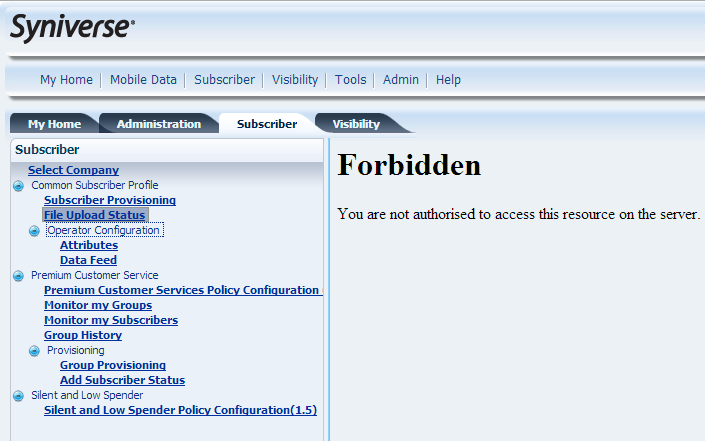 Syniverse®
My Home | Mobile Data | Subscriber | Visibility | Tools | Admin | Help
My Home Administration Subscriber Visibility
Subscriber
Select Company
Common Subscriber Profile
Subscriber Provisioning
File Upload Status
Operator Configuration
Attributes
Data Feed
Premium Customer Service
Premium Customer Services Policy Configuration
Monitor my Groups
Monitor my Subscribers
Group History
Provisioning
Group Provisioning
Add Subscriber Status
Silent and Low Spender
Silent and Low Spender Policy Configuration(1.5)
Forbidden
You are not authorised to access this resource on the server.